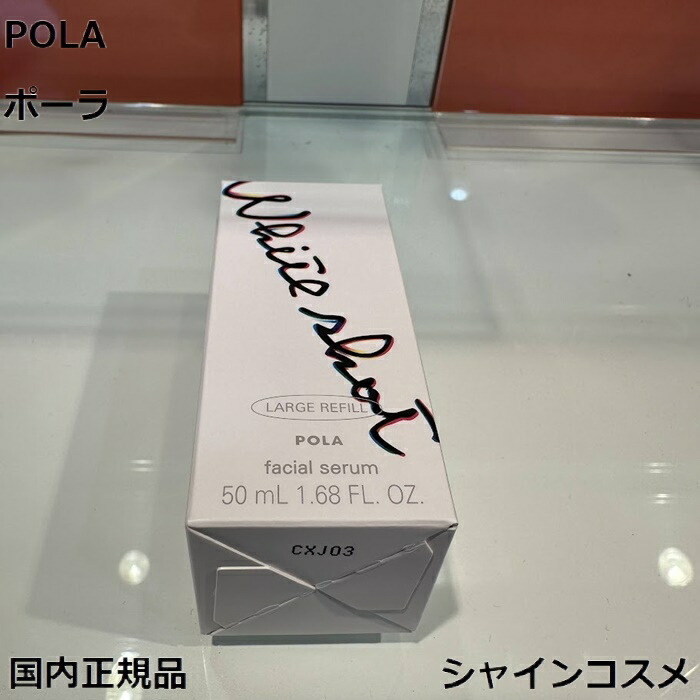 POLA
ポーラ
White shot
LARGE REFILL
POLA
facial serum
50 mL 1.68 FL. OZ.
CXJ03
国内正規品
シャインコスメ